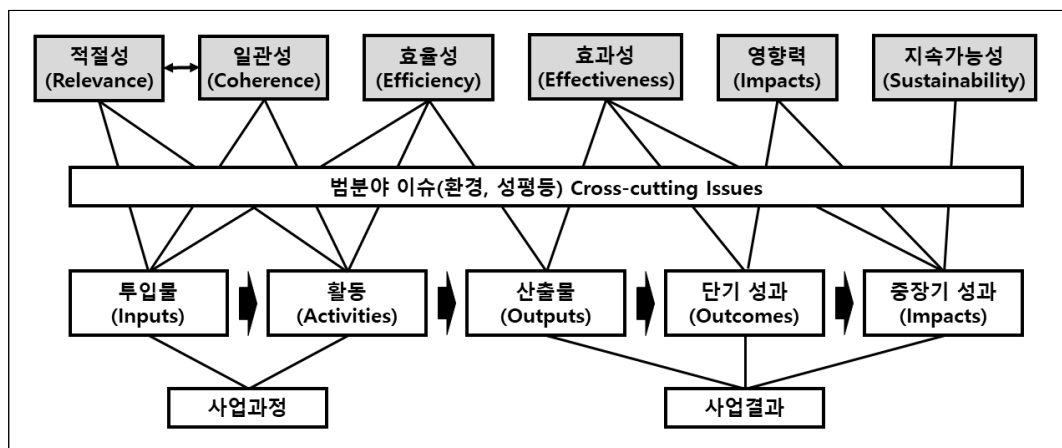 적절성
(Relevance)
일관성
(Coherence)
효율성
(Efficiency)
효과성
(Effectiveness)
영향력
(Impacts)
지속가능성
(Sustainability)
범분야 이슈(환경, 성평등) Cross-cutting Issues
투입물
(Inputs)
활동
(Activities)
산출물
(Outputs)
단기 성과
(Outcomes)
중장기 성과
(Impacts)
사업과정
사업결과